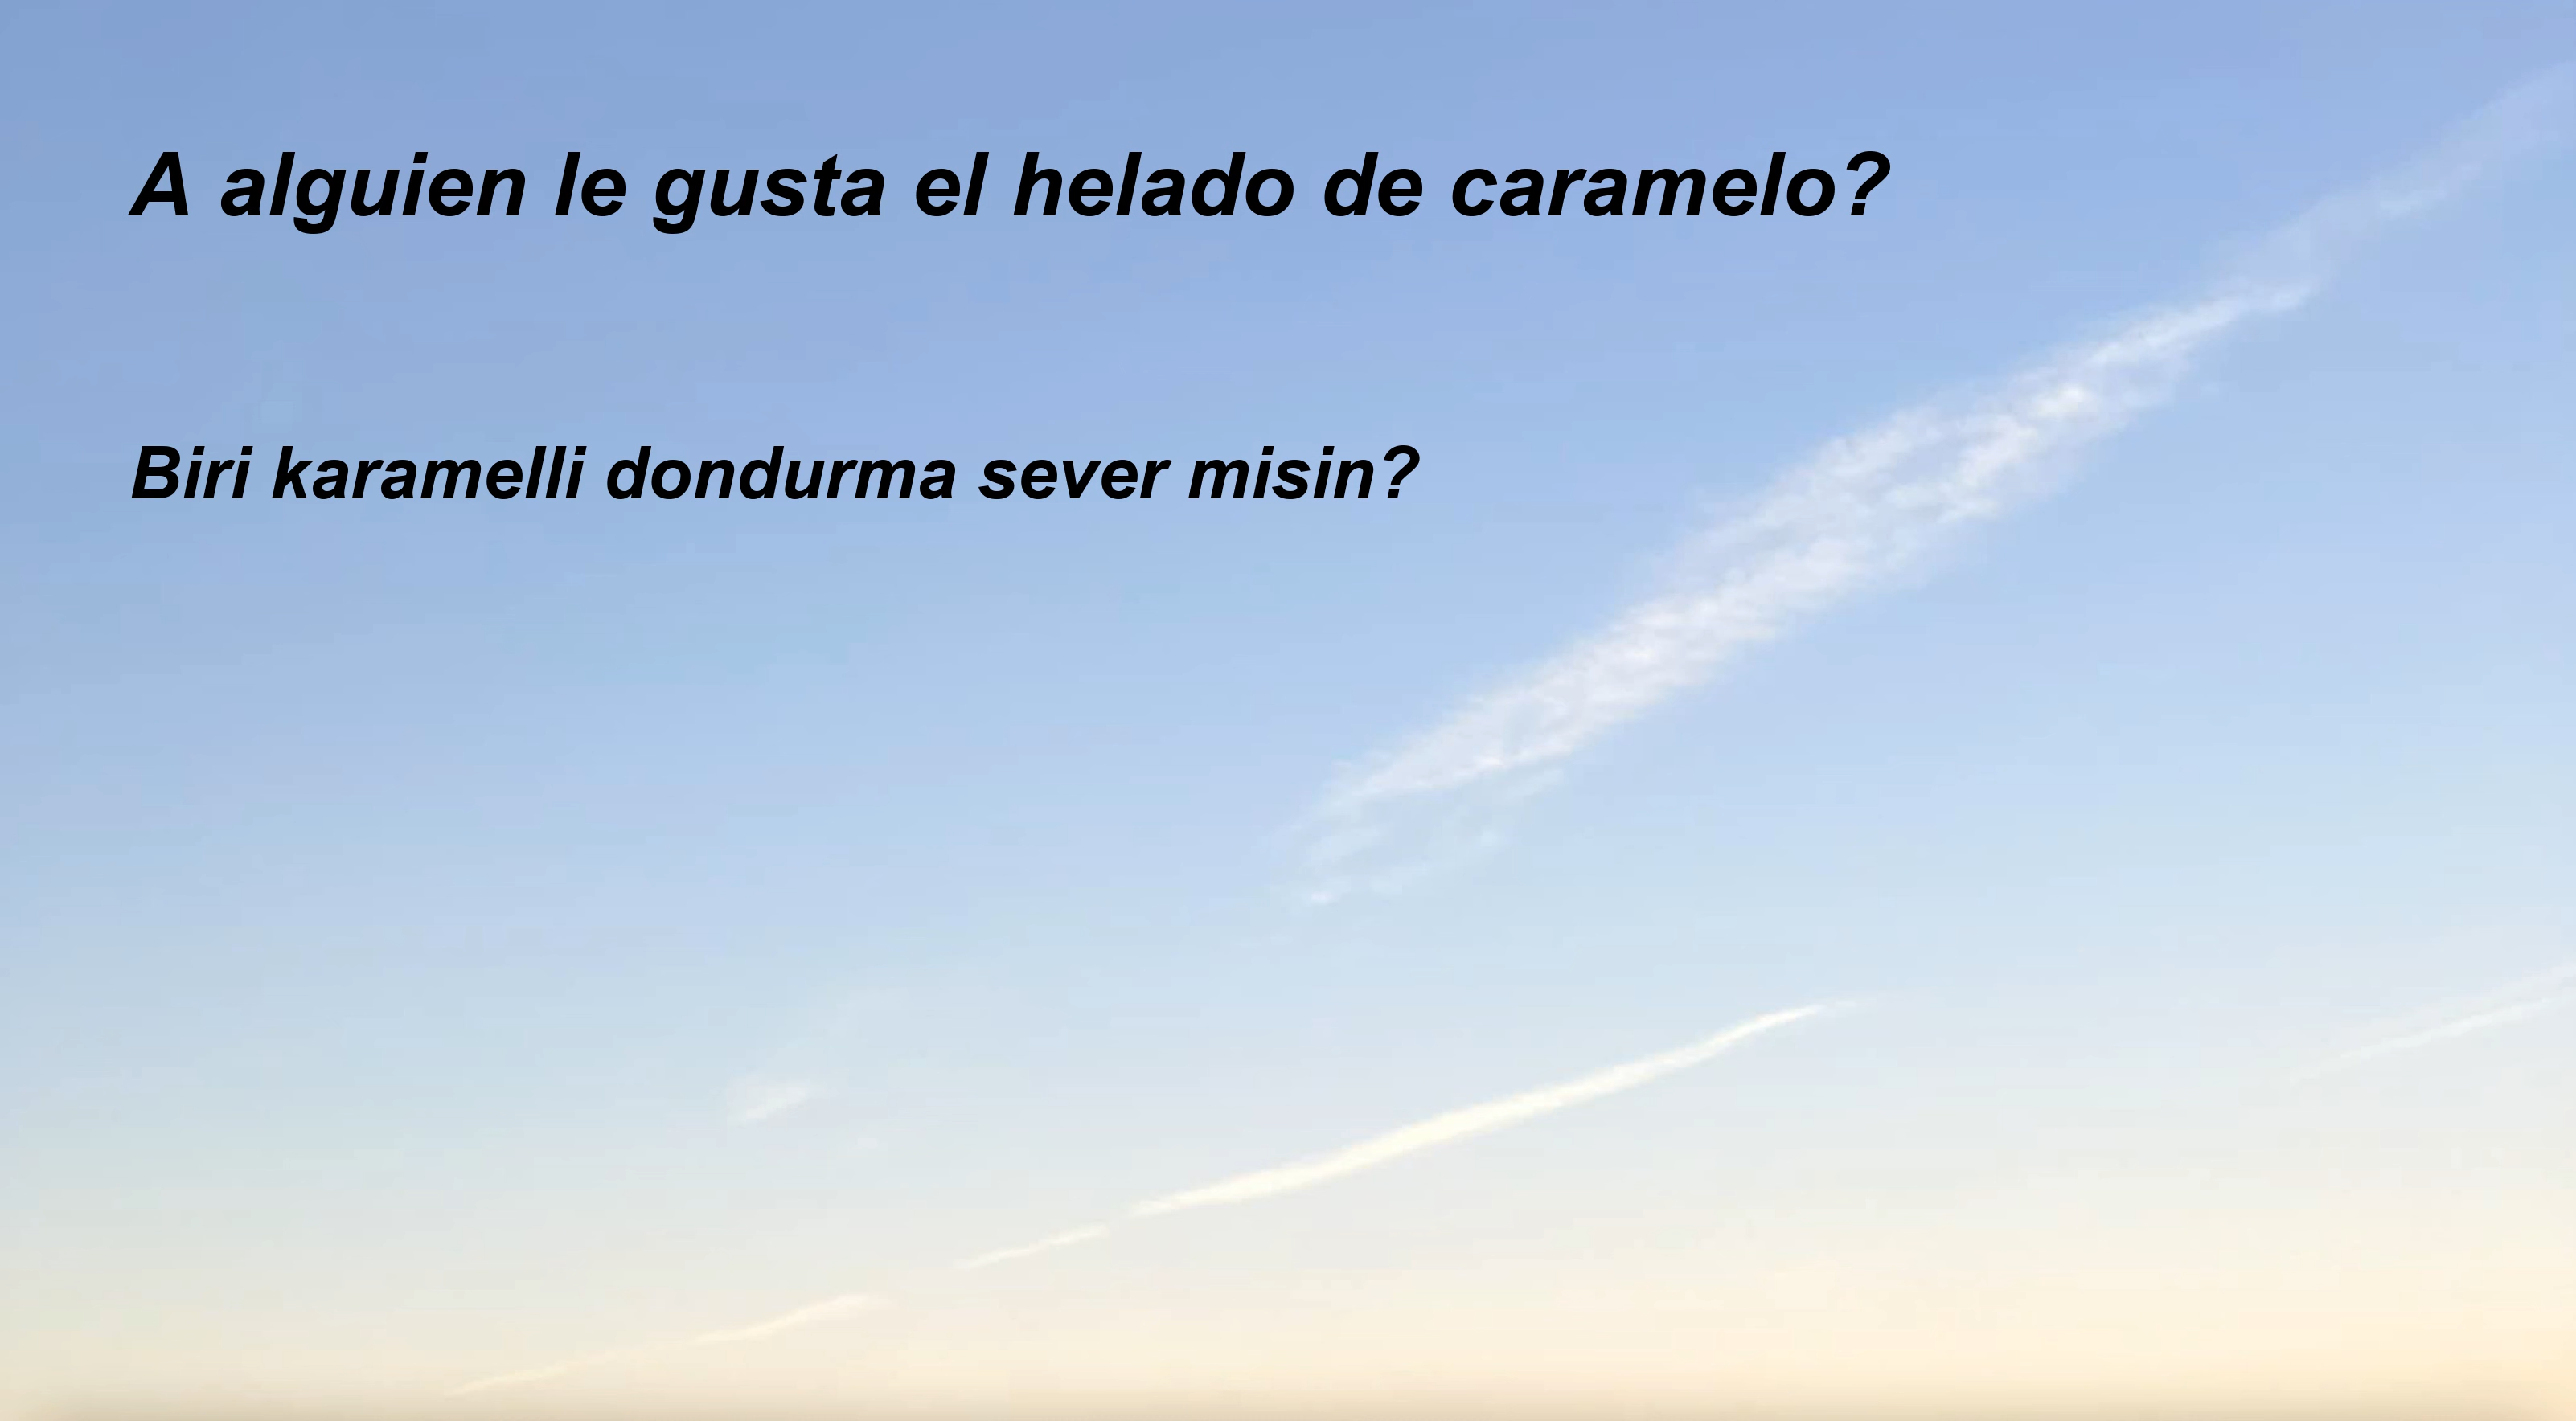 A alguien le gusta el helado de caramelo?
Biri karamelli dondurma sever misin?